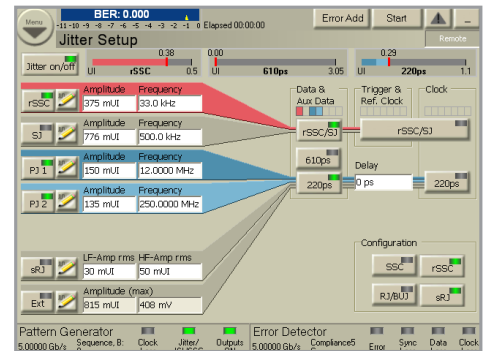 Menu
BER: 0.000
-11 -10 -9 -8 -7 -6 -5 -4 -3 -2 -1 0 Elapsed 00:00:00
Error Add
Start
Jitter Setup
Remote
Jitter on/off
0.38
UI rSSC 0.5
0.00
UI 610ps 3.05
0.29
UI 220ps 1.1
Amplitude Frequency
rSSC 375 mUI 33.0 kHz
Amplitude Frequency
SJ 776 mUI 500.0 kHz
Amplitude Frequency
PJ 1 150 mUI 12.0000 MHz
Amplitude Frequency
PJ 2 135 mUI 250.0000 MHz
LF-Amp rms HF-Amp rms
sRJ 30 mUI 50 mUI
Amplitude (max)
Ext 815 mUI 408 mV
Data & Aux Data
Trigger & Ref. Clock
Clock
rSSC/SJ
rSSC/SJ
610ps
220ps
Delay
0 ps
220ps
Configuration
SSC
rSSC
RJ/BUJ
sRJ
Pattern Generator
5.00000 Gb/s
Sequence, B:
Clock
Jitter/
Outputs
Error Detector
5.00000 Gb/s
Compliance5
Error
Sync
Data
Clock